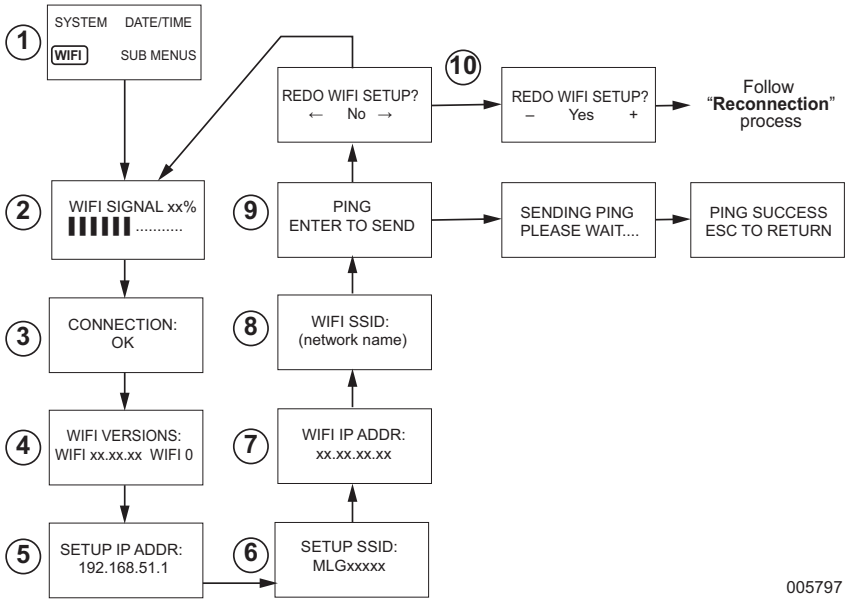 1
SYSTEM DATE/TIME
WIFI SUB MENUS
2
WIFI SIGNAL xx%
...........
3
CONNECTION:
OK
4
WIFI VERSIONS:
WIFI xx.xx.xx WIFI 0
5
SETUP IP ADDR:
192.168.51.1
6
SETUP SSID:
MLGxxxxx
7
WIFI IP ADDR:
xx.xx.xx.xx
8
WIFI SSID:
(network name)
9
PING
ENTER TO SEND
SENDING PING
PLEASE WAIT....
PING SUCCESS
ESC TO RETURN
REDO WIFI SETUP?
← No →
10
REDO WIFI SETUP?
– Yes +
Follow
“Reconnection”
process
005797